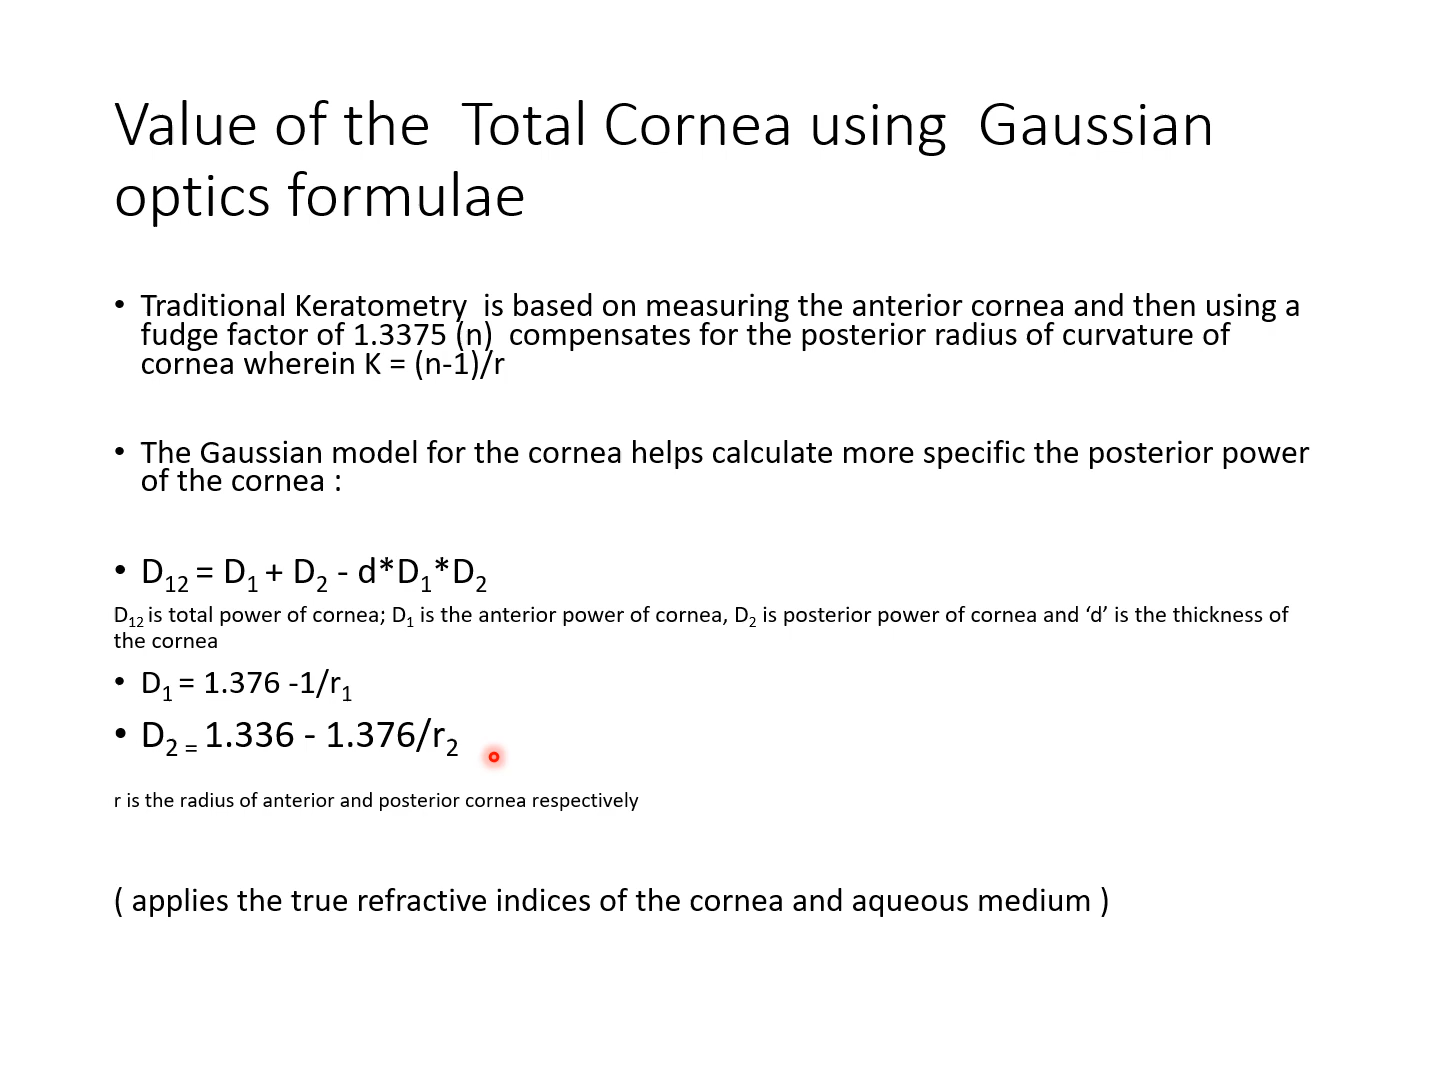 Value of the Total Cornea using Gaussian
optics formulae
• Traditional Keratometry is based on measuring the anterior cornea and then using a
fudge factor of 1.3375 (n) compensates for the posterior radius of curvature of
cornea wherein K = (n-1)/r
• The Gaussian model for the cornea helps calculate more specific the posterior power
of the cornea :
• D₁₂ = D₁ + D₂ - d*D₁*D₂
D₁₂ is total power of cornea; D₁ is the anterior power of cornea, D₂ is posterior power of cornea and ‘d’ is the thickness of
the cornea
• D₁ = 1.376 -1/r₁
• D₂ = 1.336 - 1.376/r₂
r is the radius of anterior and posterior cornea respectively
( applies the true refractive indices of the cornea and aqueous medium )